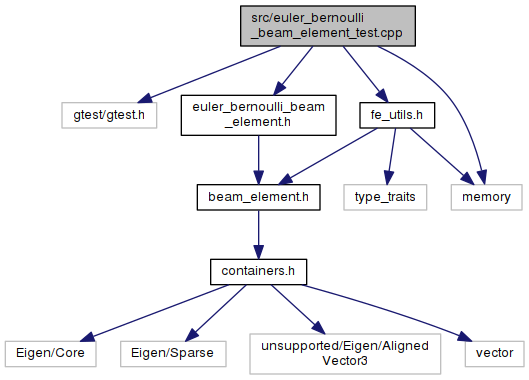 src/euler_bernoulli
_beam_element_test.cpp
gtest/gtest.h
euler_bernoulli_beam
_element.h
fe_utils.h
beam_element.h
type_traits
memory
containers.h
Eigen/Core
Eigen/Sparse
unsupported/Eigen/Aligned
Vector3
vector